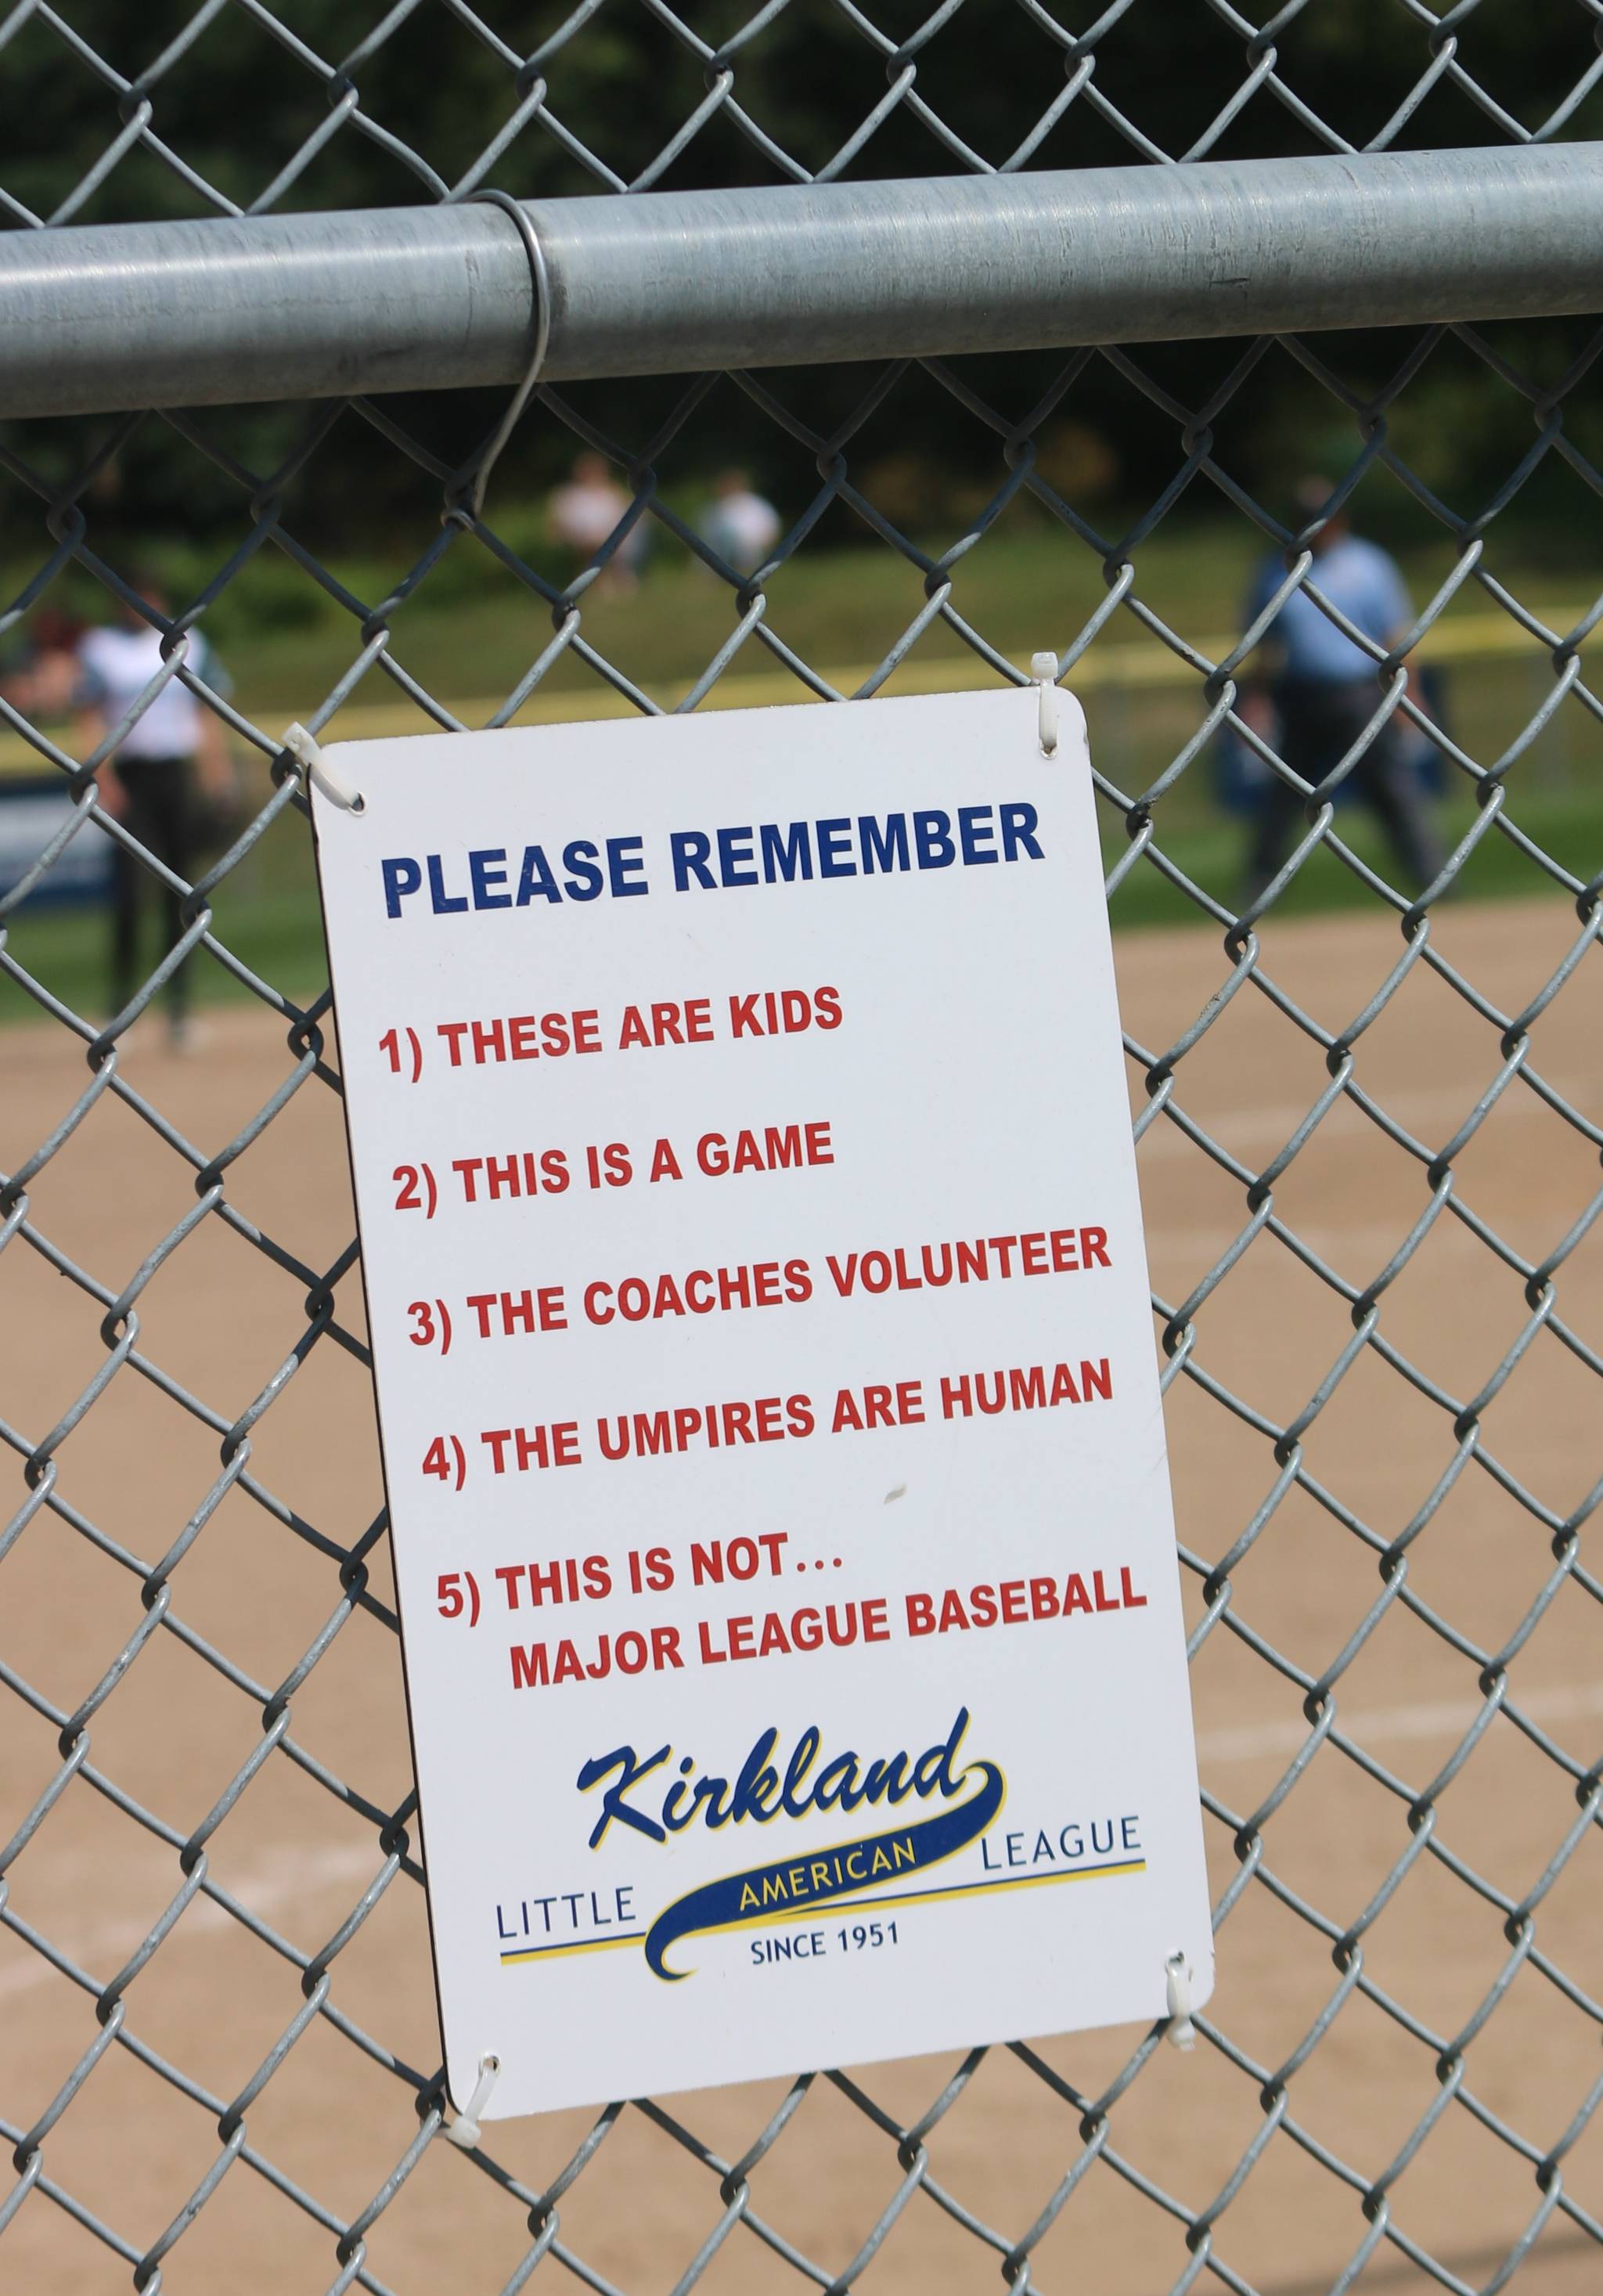 PLEASE REMEMBER
1) THESE ARE KIDS
2) THIS IS A GAME
3) THE COACHES VOLUNTEER
4) THE UMPIRES ARE HUMAN
5) THIS IS NOT...
MAJOR LEAGUE BASEBALL
Kirkland
AMERICAN
LITTLE LEAGUE
SINCE 1951